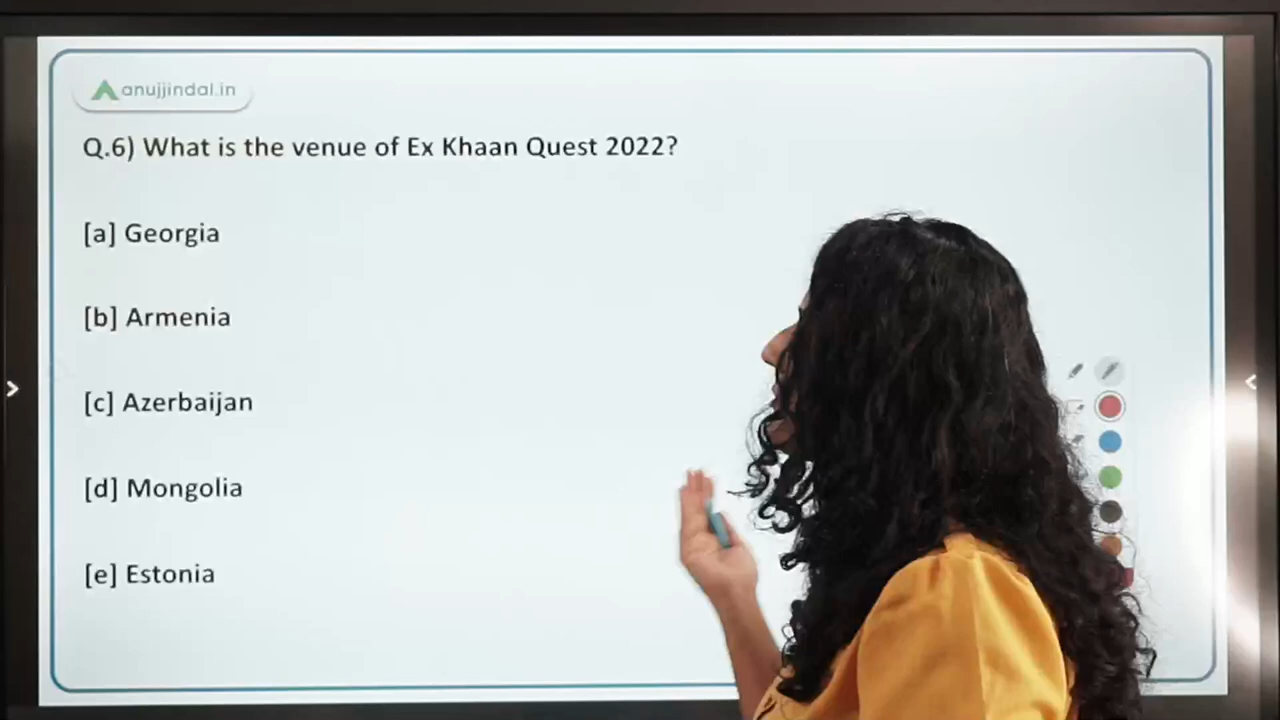 anujjindal.in
Q.6) What is the venue of Ex Khaan Quest 2022?
[a] Georgia
[b] Armenia
[c] Azerbaijan
[d] Mongolia
[e] Estonia